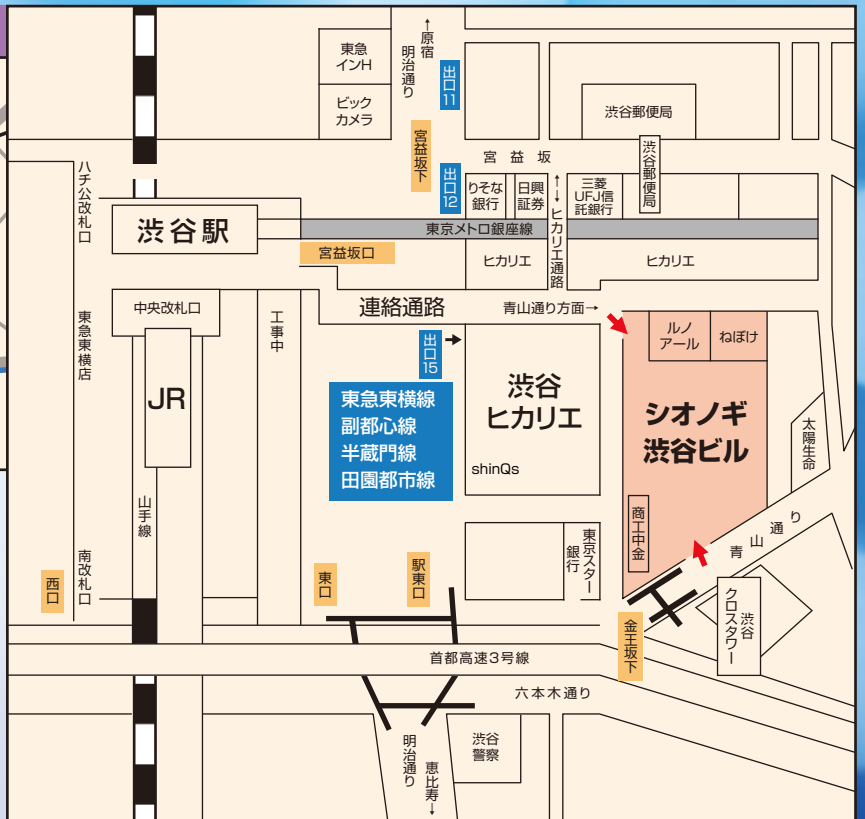 ↑原宿
明治通り
東急
インH
ビック
カメラ
出口11
宮益坂下
渋谷郵便局
渋谷郵便局
宮益坂
出口12
りそな
銀行
日興
証券
三菱
UFJ信
託銀行
←→ヒカリエ通路
ハチ公改札口
渋谷駅
東京メトロ銀座線
宮益坂口
ヒカリエ
ヒカリエ
中央改札口
連絡通路
青山通り方面→
工事中
東急東横店
出口15
東急東横線
副都心線
半蔵門線
田園都市線
JR
渋谷
ヒカリエ
shinQs
ルノ
アール
ねぼけ
シオノギ
渋谷ビル
太陽生命
商工中金
青山通り
山手線
東京スター
銀行
南改札口
西口
東口
駅東口
渋谷
クロスタワー
金王坂下
首都高速3号線
六本木通り
明治通り
恵比寿→
渋谷
警察